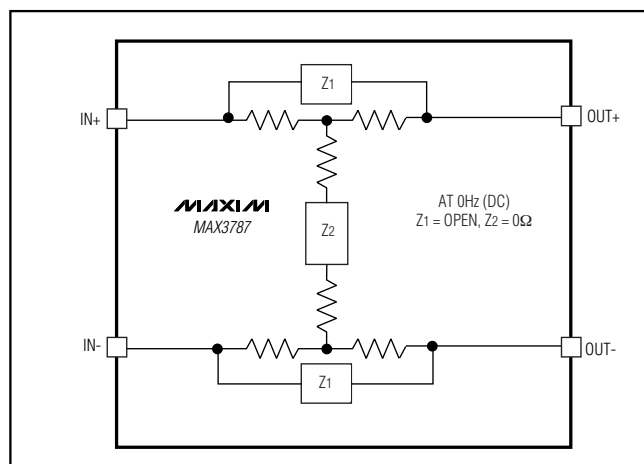 Z1
IN+
OUT+
MAXIM
MAX3787
Z2
AT 0Hz (DC)
Z1 = OPEN, Z2 = 0Ω
IN-
OUT-
Z1